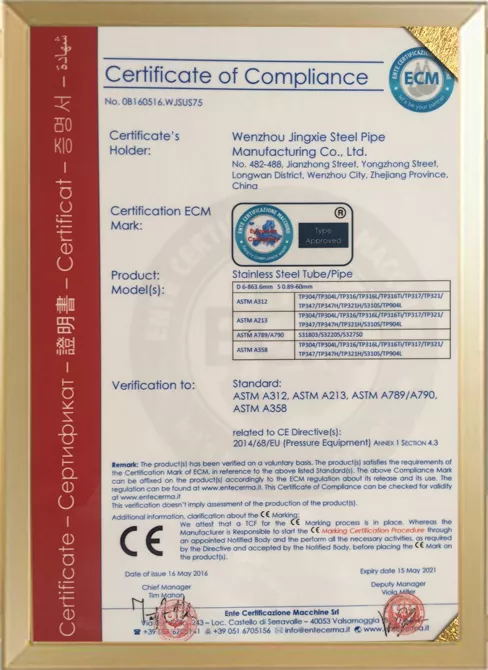 Certificate – Сертификат – 證明書 – Certificat – 증명서 – شهادة
Certificate of Compliance
ENTE CERTIFICAZIONE
ECM
Let's be your partner
No. 0B160516.WJSUS75
Certificate's
Holder:
Wenzhou Jingxie Steel Pipe
Manufacturing Co., Ltd.
No. 482-488, Jianzhong Street, Yongzhong Street,
Longwan District, Wenzhou City, Zhejiang Province,
China
Certification ECM
Mark:
ENTE CERTIFICAZIONE MACCHINE
®
Type
Approved
Product:
Stainless Steel Tube/Pipe
Model(s):
D 6-863.6mm S 0.89-60mm
ASTM A312
TP304/TP304L/TP316/TP316L/TP316Ti/TP317/TP321/
TP347/TP347H/TP321H/S3105/TP904L
ASTM A213
TP304/TP304L/TP316/TP316L/TP316Ti/TP317/TP321/
TP347/TP347H/TP321H/S3105/TP904L
ASTM A789/A790
S31803/S32205/S32750
ASTM A358
TP304/TP304L/TP316/TP316L/TP316Ti/TP317/TP321/
TP347/TP347H/TP321H/S3105/TP904L
Verification to:
Standard:
ASTM A312, ASTM A213, ASTM A789/A790,
ASTM A358
related to CE Directive(s):
2014/68/EU (Pressure Equipment) ANNEX 1 SECTION 4.3
Remark: The product(s) has been verified on a voluntary basis. The product(s) satisfies the requirements of
the Certification Mark of ECM, in reference to the above listed Standard(s). The above Compliance Mark
can be affixed on the product(s) accordingly to the ECM regulation about its release and its use. The
regulation can be found at www.entecerma.it. This Certificate of Compliance can be checked for validity
at www.entecerma.it
This verification doesn't imply assessment of the production of the product(s).
Additional information, clarification about the CE Marking:
CE
We attest that a TCF for the CE Marking process is in place. Whereas the
Manufacturer is Responsible to start the CE Marking Certification Procedure through
an appointed Notified Body and the perform all the necessary activities, as required
by the Directive and accepted by the Notified Body, before placing the CE Mark on
the product(s).
Date of issue 16 May 2016
Expiry date 15 May 2021
Chief Manager
Deputy Manager
Viola Miller
Ente Certificazione Macchine Srl
243 – Loc. Castello di Serravalle – 40053 Valsamoggia
+39 051 6705156 info@entecerma.it